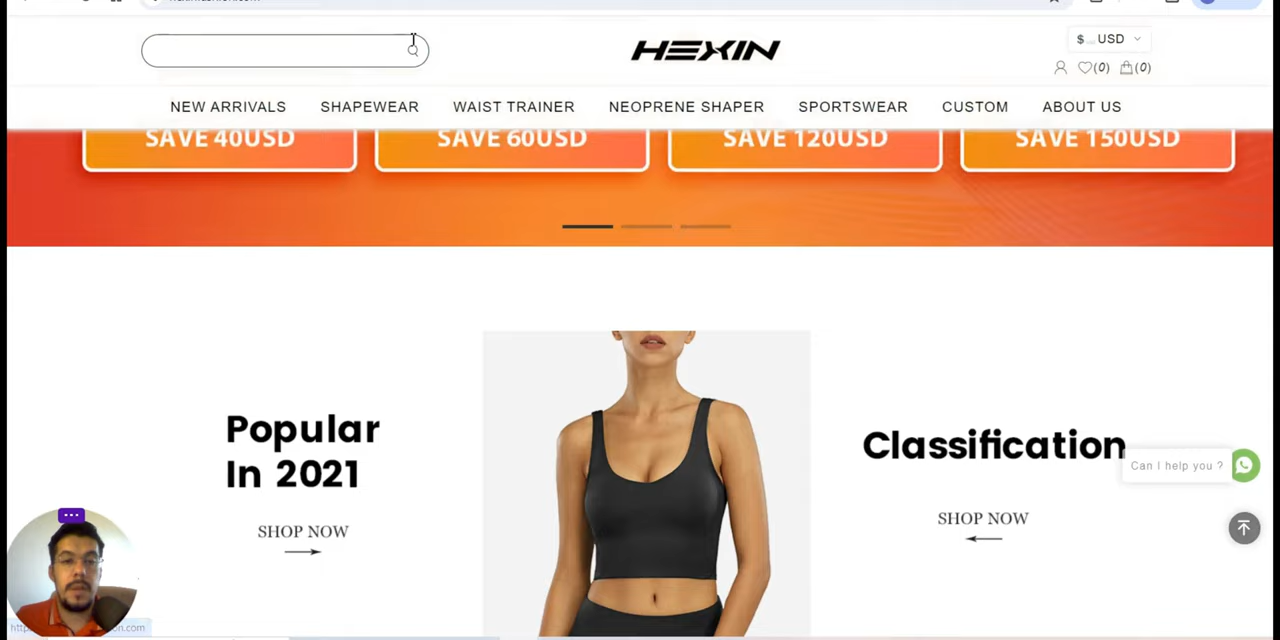 HEXIN
$ USD
(0) (0)
NEW ARRIVALS SHAPEWEAR WAIST TRAINER NEOPRENE SHAPER SPORTSWEAR CUSTOM ABOUT US
SAVE 40USD SAVE 60USD SAVE 120USD SAVE 150USD
Popular
In 2021
SHOP NOW
Classification
SHOP NOW
Can I help you ?